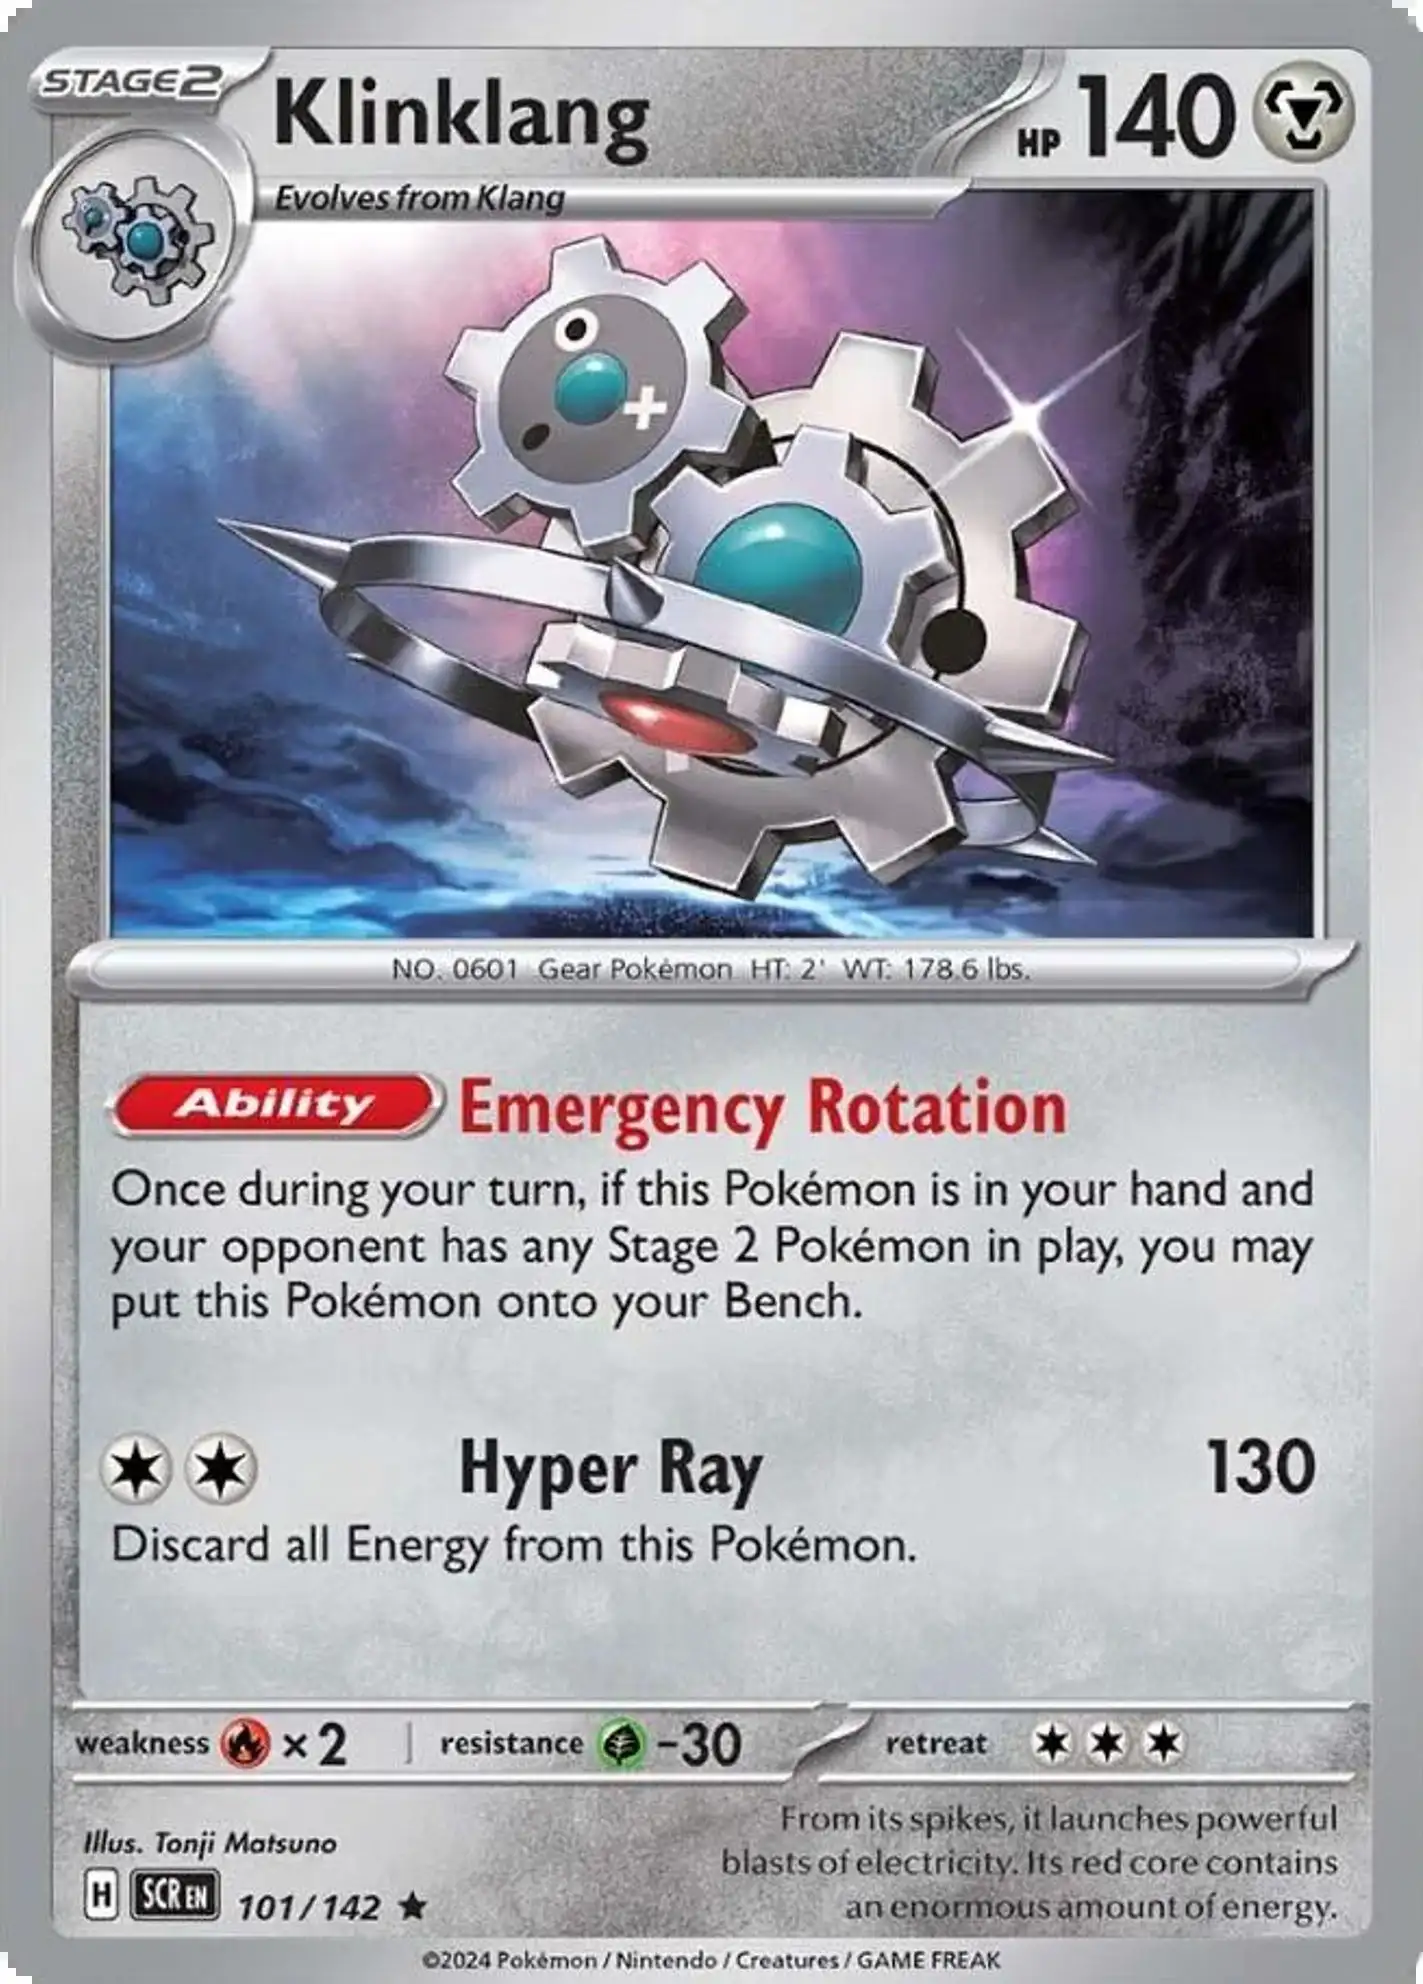 STAGE2
Klinklang
HP 140
Evolves from Klang
NO. 0601 Gear Pokémon HT: 2' WT: 178.6 lbs.
Ability Emergency Rotation
Once during your turn, if this Pokémon is in your hand and
your opponent has any Stage 2 Pokémon in play, you may
put this Pokémon onto your Bench.
Hyper Ray 130
Discard all Energy from this Pokémon.
weakness ×2 | resistance -30 retreat
From its spikes, it launches powerful
blasts of electricity. Its red core contains
an enormous amount of energy.
Illus. Tonji Matsuno
H SCR EN 101/142 ★
©2024 Pokémon / Nintendo / Creatures / GAME FREAK